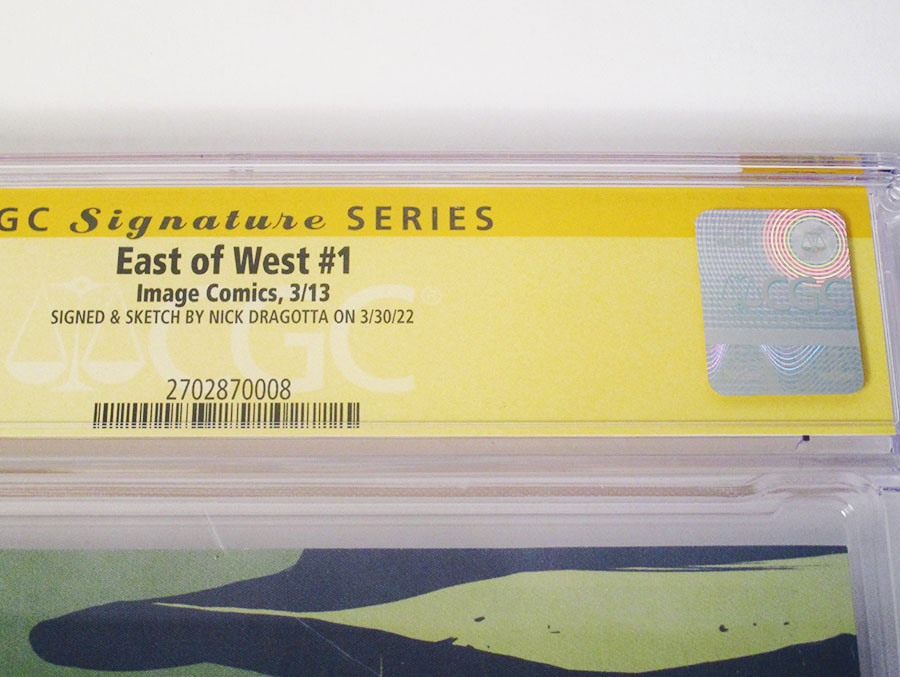 GC Signature SERIES
East of West #1
Image Comics, 3/13
SIGNED & SKETCH BY NICK DRAGOTTA ON 3/30/22
CGC®
2702870008
CGC